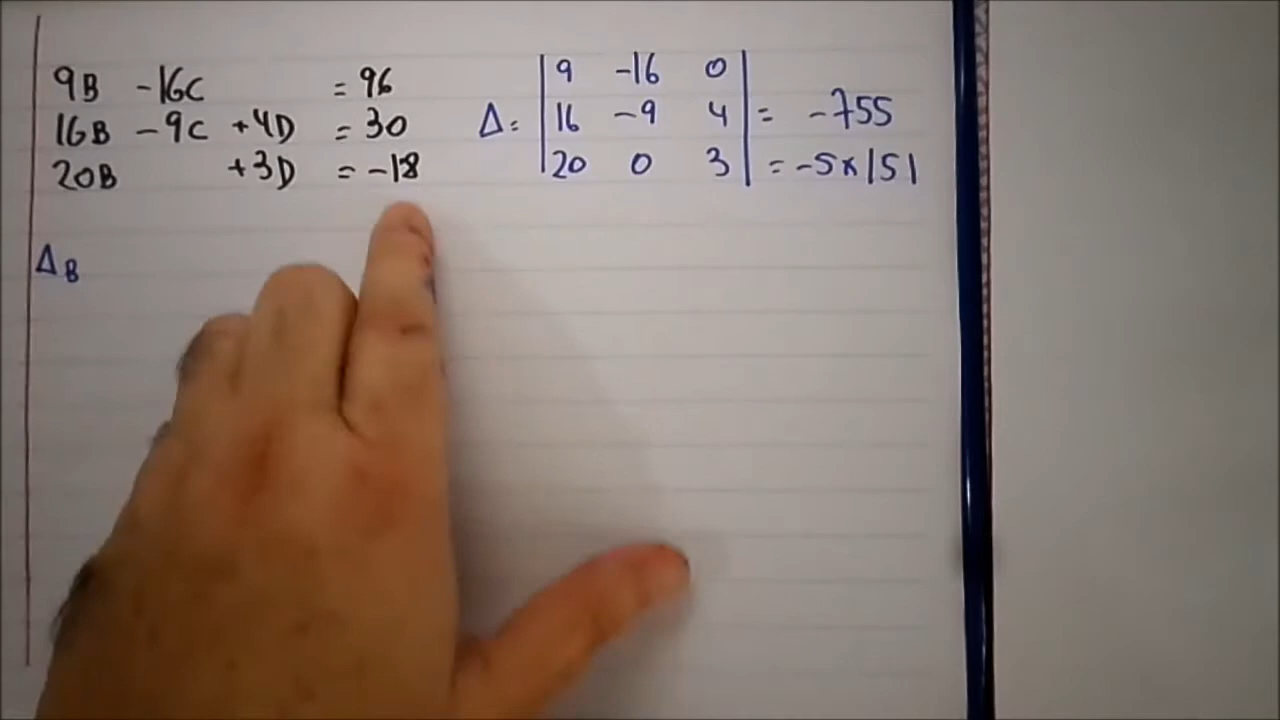 9B -16C = 96
16B -9C +4D = 30
20B +3D = -18
Δ = | 9 -16 0 |
| 16 -9 4 | = -755
| 20 0 3 | = -5×151
Δ B